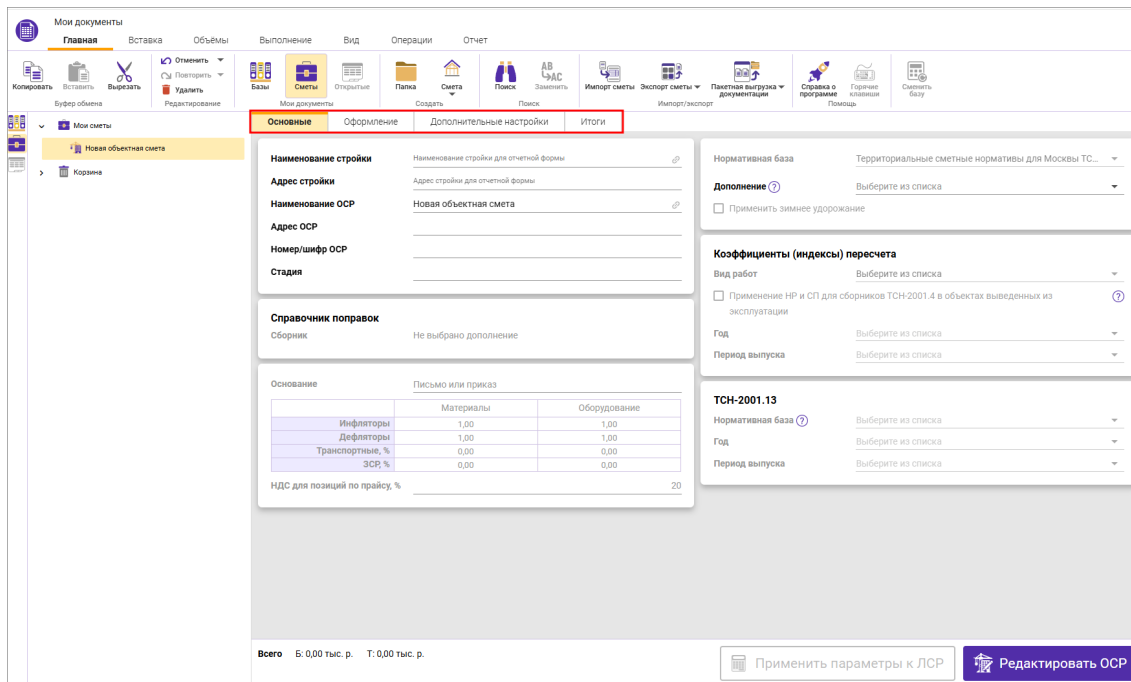 Мои документы
Главная Вставка Объёмы Выполнение Вид Операции Отчет
Копировать Вставить Вырезать Отменить Повторить Удалить Базы Сметы Открытые Папка Смета Поиск AB AC Заменить Импорт сметы Экспорт сметы Пакетная выгрузка документации Справка о программе Горячие клавиши Сменить базу
Буфер обмена Редактирование Мои документы Создать Поиск Импорт/экспорт Помощь
Мои сметы
Новая объектная смета
Корзина
Основные Оформление Дополнительные настройки Итоги
Наименование стройки Наименование стройки для отчетной формы
Адрес стройки Адрес стройки для отчетной формы
Наименование ОСР Новая объектная смета
Адрес ОСР
Номер/шифр ОСР
Стадия
Справочник поправок
Сборник Не выбрано дополнение
Основание Письмо или приказ
Материалы Оборудование
Инфляторы 1,00 1,00
Дефляторы 1,00 1,00
Транспортные, % 0,00 0,00
ЗСР, % 0,00 0,00
НДС для позиций по прайсу, % 20
Нормативная база Территориальные сметные нормативы для Москвы ТС...
Дополнение ? Выберите из списка
Применить зимнее удорожание
Коэффициенты (индексы) пересчета
Вид работ Выберите из списка
Применение НР и СП для сборников ТСН-2001.4 в объектах выведенных из ?
эксплуатации
Год Выберите из списка
Период выпуска Выберите из списка
ТСН-2001.13
Нормативная база ? Выберите из списка
Год Выберите из списка
Период выпуска Выберите из списка
Всего Б: 0,00 тыс. р. Т: 0,00 тыс. р.
Применить параметры к ЛСР Редактировать ОСР